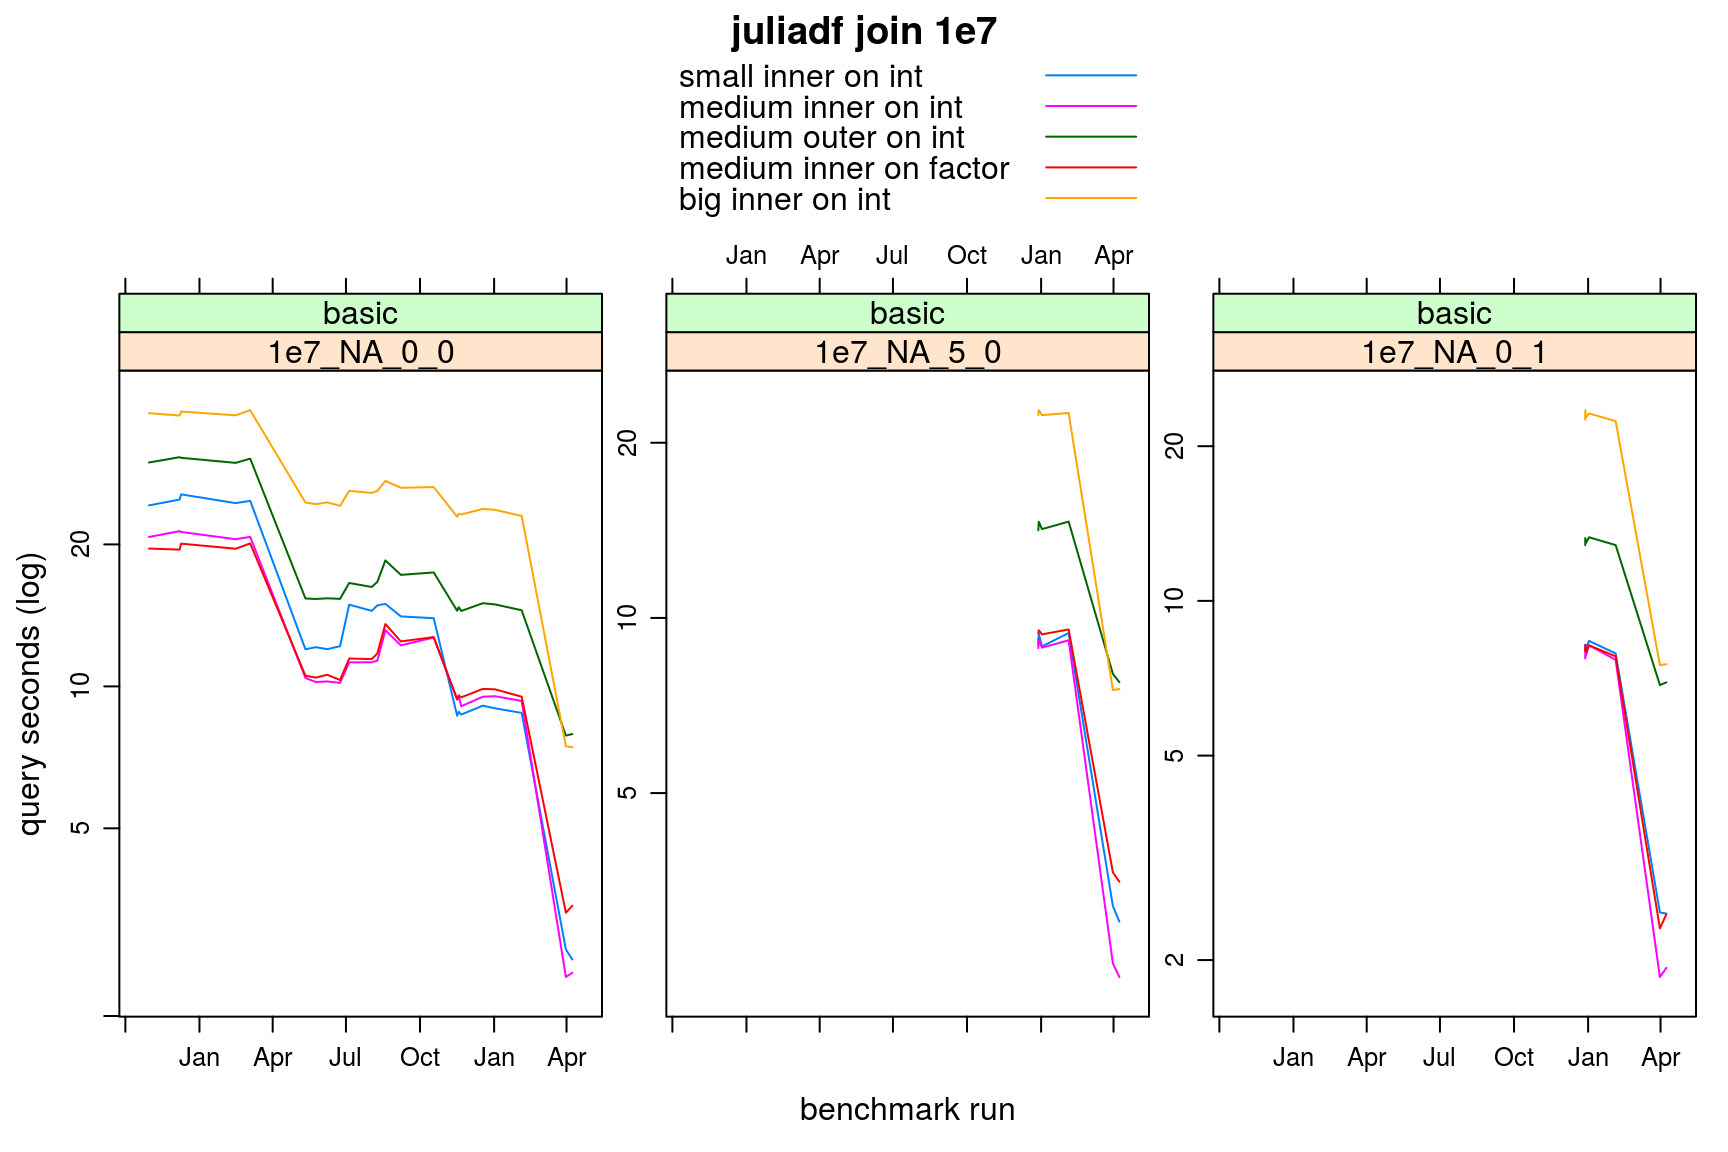 juliadf join 1e7
small inner on int
medium inner on int
medium outer on int
medium inner on factor
big inner on int
Jan Apr Jul Oct Jan Apr
basic basic basic
1e7_NA_0_0 1e7_NA_5_0 1e7_NA_0_1
query seconds (log)
20
10
5
20
10
5
20
10
5
2
Jan Apr Jul Oct Jan Apr
Jan Apr Jul Oct Jan Apr
benchmark run